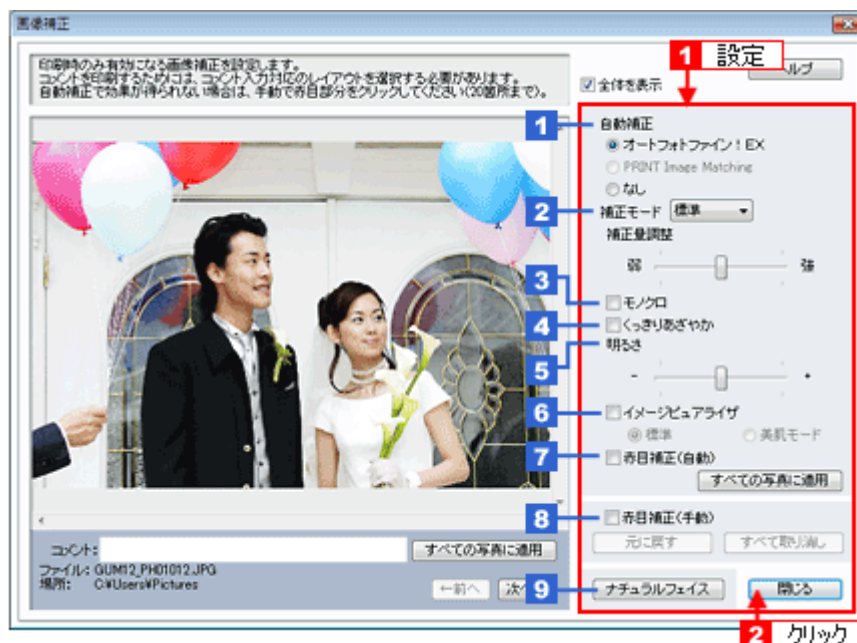 画像補正
印刷時のみ有効になる画像補正を設定します。
コメントを印刷するためには、コメント入力対応のレイアウトを選択する必要があります。
自動補正で効果が得られない場合は、手動で赤目部分をクリックしてください(20箇所まで)。
1 設定
ヘルプ
全体を表示
1 自動補正
オートフォトファイン!EX
PRINT Image Matching
なし
2 補正モード 標準
補正量調整
弱 強
3 モノクロ
4 くっきりあざやか
5 明るさ
- +
6 イメージピュアライザ
標準 美肌モード
7 赤目補正(自動)
すべての写真に適用
8 赤目補正(手動)
元に戻す すべて取り消し
コメント: すべての写真に適用
ファイル: GUM12_PH01012.JPG
場所: C:¥Users¥Pictures
←前へ 次へ
9 ナチュラルフェイス 閉じる
2 クリック